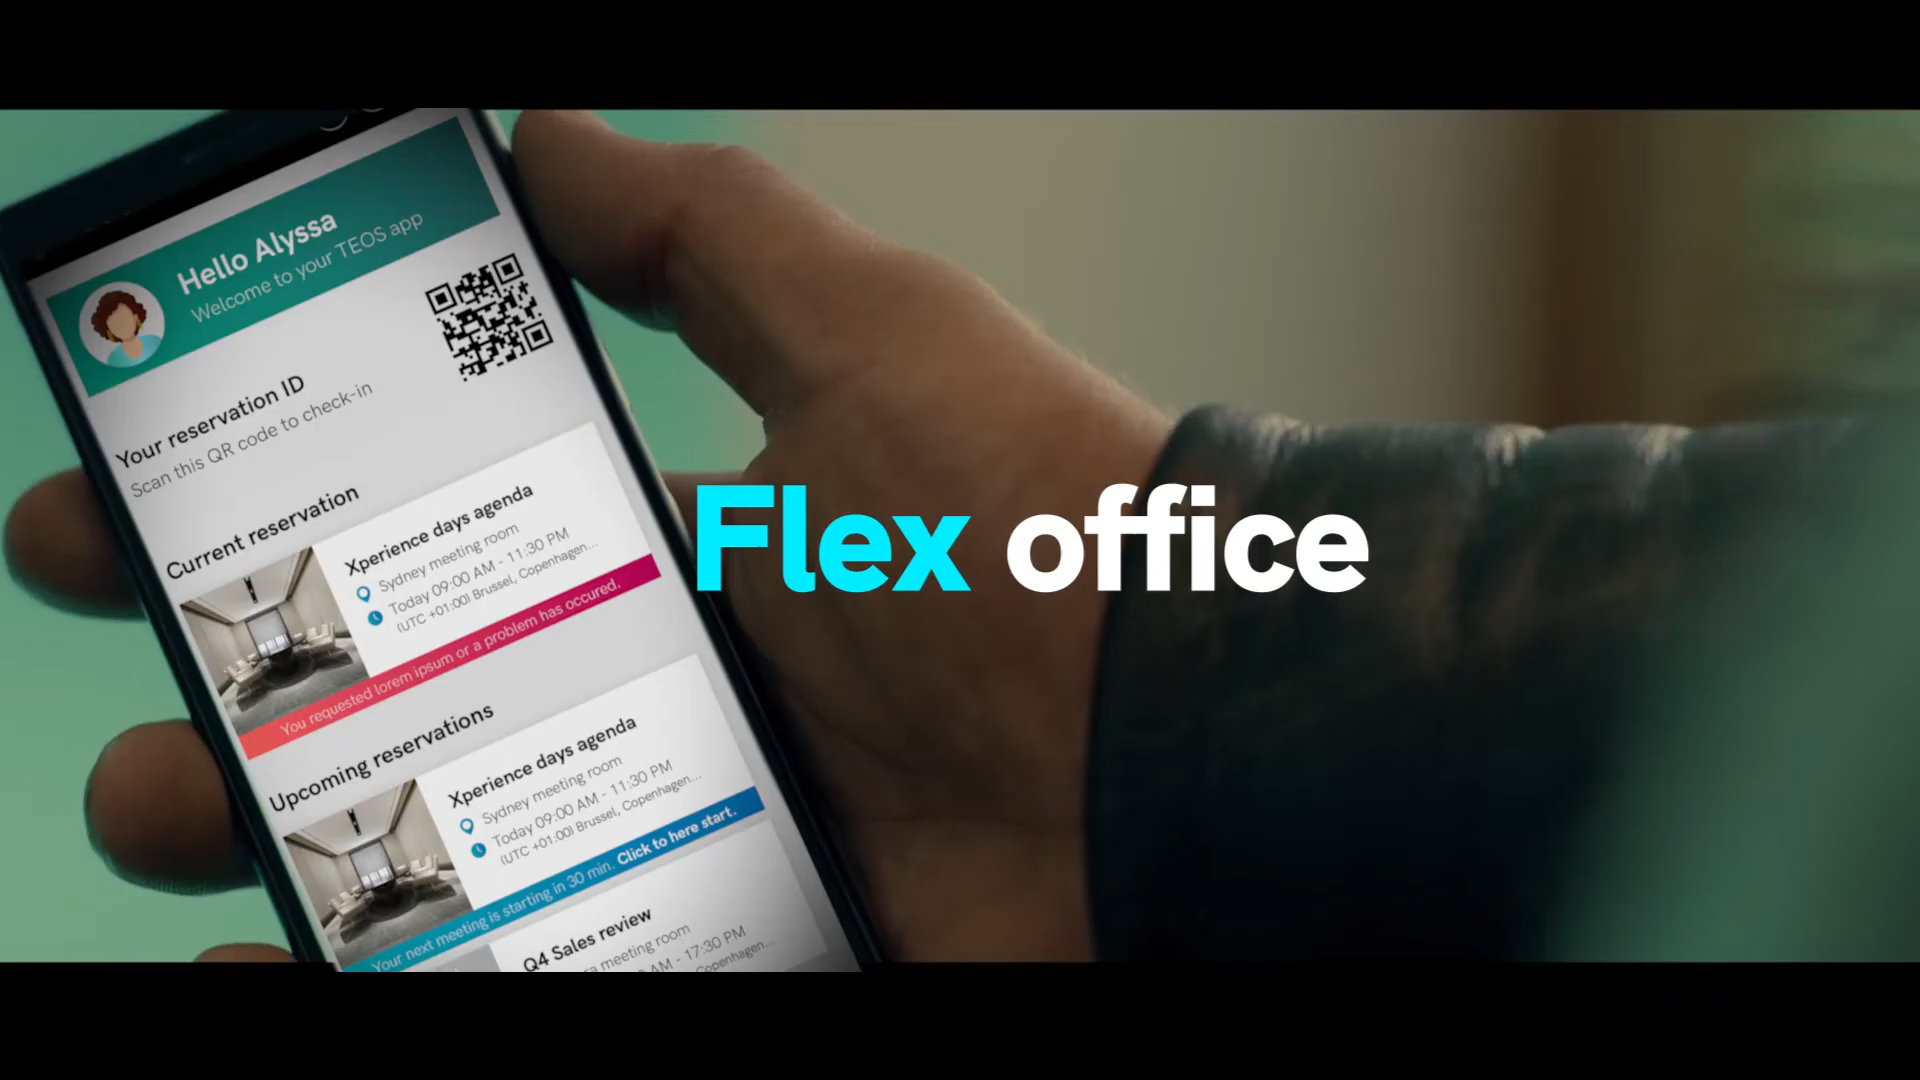 Hello Alyssa
Welcome to your TEOS app
Your reservation ID
Scan this QR code to check-in
Current reservation
Xperience days agenda
Sydney meeting room
Today 09:00 AM - 11:30 PM
(UTC +01:00) Brussel, Copenhagen...
You requested lorem ipsum or a problem has occured.
Upcoming reservations
Xperience days agenda
Sydney meeting room
Today 09:00 AM - 11:30 PM
(UTC +01:00) Brussel, Copenhagen...
Your next meeting is starting in 30 min. Click to here start.
Q4 Sales review
meeting room
AM - 17:30 PM
Copenhagen...
Flex office